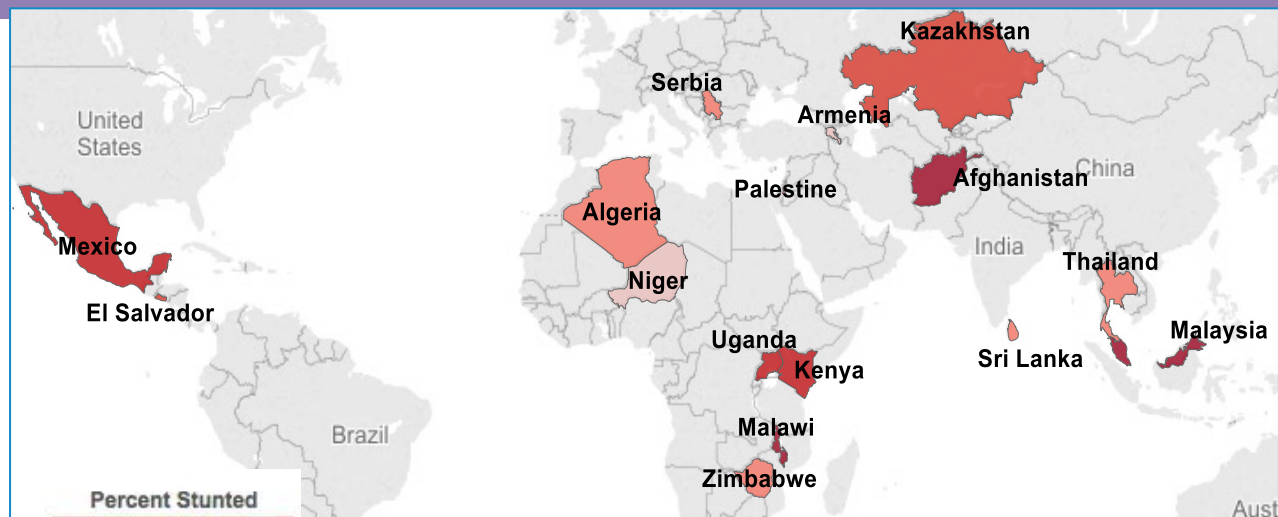 Kazakhstan
Serbia
Armenia
United
States
China
Afghanistan
Palestine
Algeria
Mexico
India
Thailand
Niger
El Salvador
Malaysia
Uganda
Sri Lanka
Kenya
Malawi
Brazil
Zimbabwe
Percent Stunted
Aust